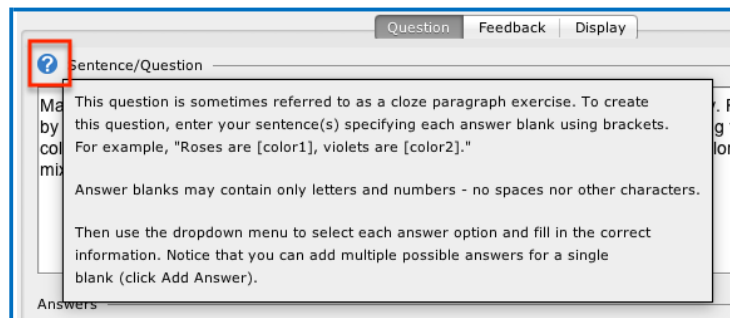 Question Feedback Display
? Sentence/Question
This question is sometimes referred to as a cloze paragraph exercise. To create
this question, enter your sentence(s) specifying each answer blank using brackets.
For example, "Roses are [color1], violets are [color2]."
Answer blanks may contain only letters and numbers - no spaces nor other characters.
Then use the dropdown menu to select each answer option and fill in the correct
information. Notice that you can add multiple possible answers for a single
blank (click Add Answer).
Answers